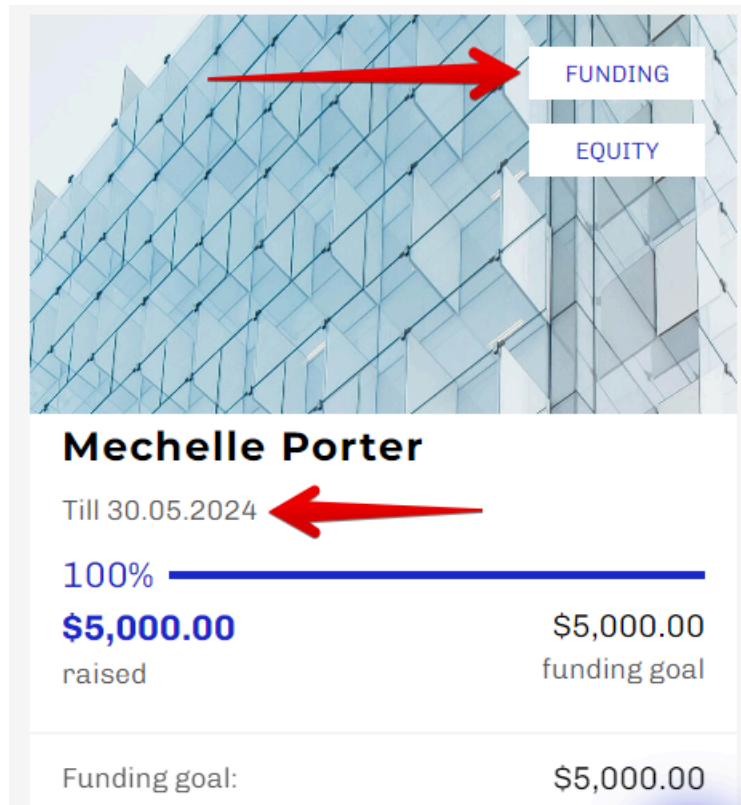 FUNDING
EQUITY
Mechelle Porter
Till 30.05.2024
100%
$5,000.00 $5,000.00
raised funding goal
Funding goal: $5,000.00